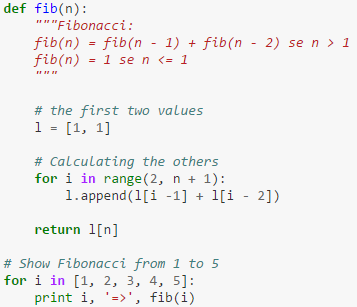 def fib(n):
    """Fibonacci:
    fib(n) = fib(n - 1) + fib(n - 2) se n > 1
    fib(n) = 1 se n <= 1
    """
    # the first two values
    l = [1, 1]
    # Calculating the others
    for i in range(2, n + 1):
        l.append(l[i -1] + l[i - 2])
    return l[n]
# Show Fibonacci from 1 to 5
for i in [1, 2, 3, 4, 5]:
    print i, '=>', fib(i)